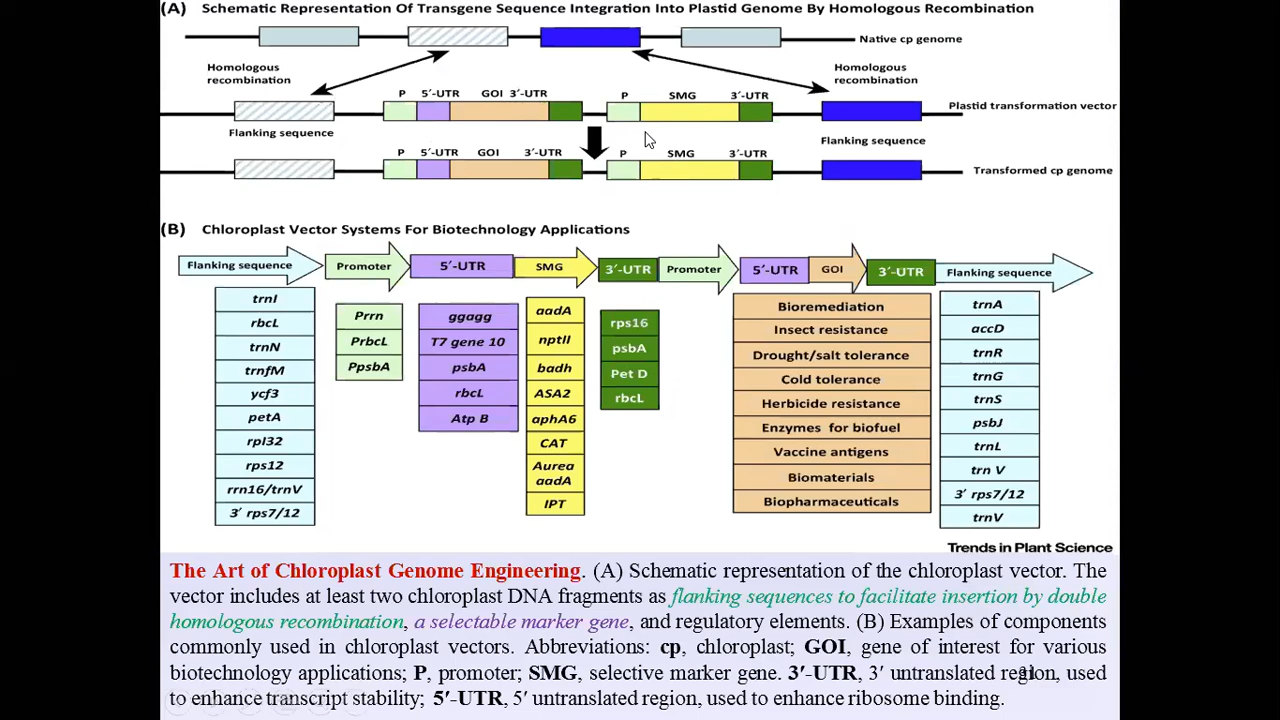 (A) Schematic Representation Of Transgene Sequence Integration Into Plastid Genome By Homologous Recombination
Native cp genome
Homologous
recombination
Homologous
recombination
P 5′-UTR GOI 3′-UTR P SMG 3′-UTR
Plastid transformation vector
Flanking sequence
Flanking sequence
P 5′-UTR GOI 3′-UTR P SMG 3′-UTR
Transformed cp genome
(B) Chloroplast Vector Systems For Biotechnology Applications
Flanking sequence Promoter 5′-UTR SMG 3′-UTR Promoter 5′-UTR GOI 3′-UTR Flanking sequence
trnI
rbcL
trnN
trnfM
ycf3
petA
rpl32
rps12
rrn16/trnV
3′ rps7/12
Prrn
PrbcL
PpsbA
ggagg
T7 gene 10
psbA
rbcL
Atp B
aadA
nptII
badh
ASA2
aphA6
CAT
Aurea
aadA
IPT
rps16
psbA
Pet D
rbcL
Bioremediation
Insect resistance
Drought/salt tolerance
Cold tolerance
Herbicide resistance
Enzymes for biofuel
Vaccine antigens
Biomaterials
Biopharmaceuticals
trnA
accD
trnR
trnG
trnS
psbJ
trnL
trn V
3′ rps7/12
trnV
Trends in Plant Science
The Art of Chloroplast Genome Engineering. (A) Schematic representation of the chloroplast vector. The
vector includes at least two chloroplast DNA fragments as flanking sequences to facilitate insertion by double
homologous recombination, a selectable marker gene, and regulatory elements. (B) Examples of components
commonly used in chloroplast vectors. Abbreviations: cp, chloroplast; GOI, gene of interest for various
biotechnology applications; P, promoter; SMG, selective marker gene. 3′-UTR, 3′ untranslated region, used
to enhance transcript stability; 5′-UTR, 5′ untranslated region, used to enhance ribosome binding.